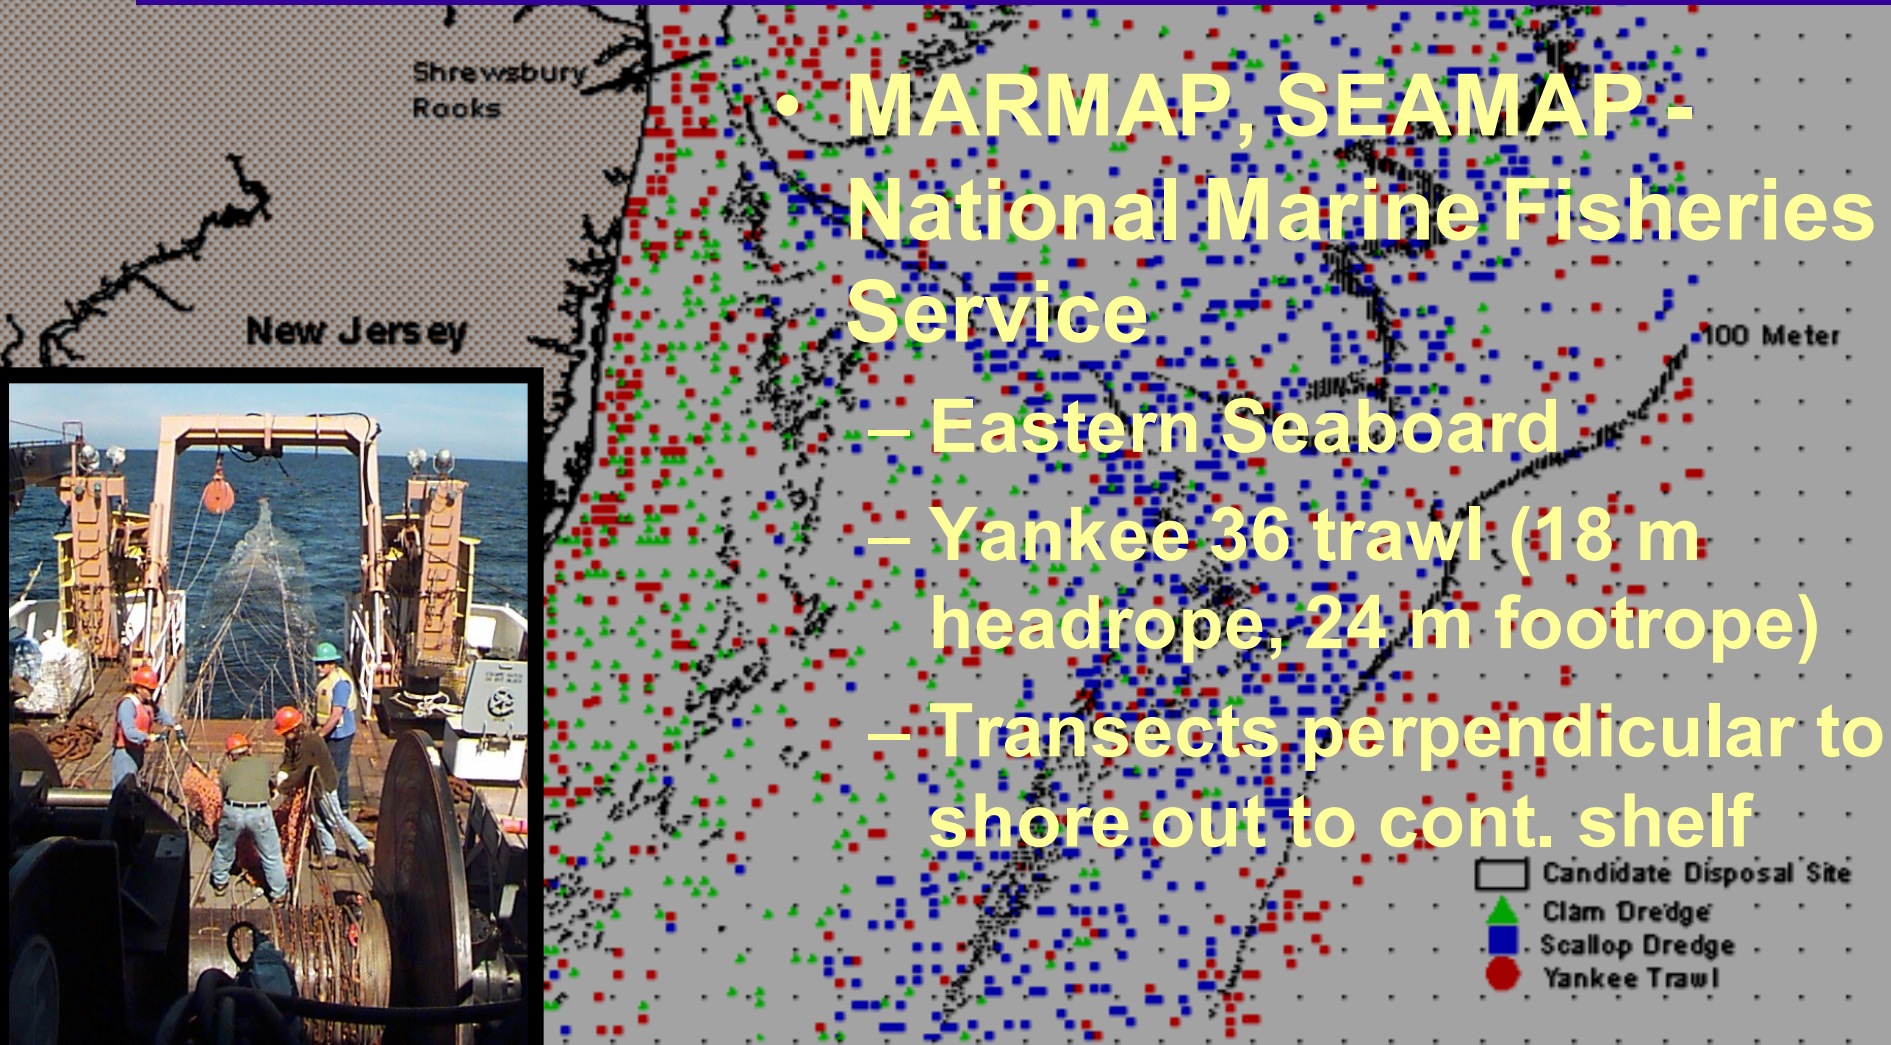 Shrewsbury
Rocks
New Jersey
• MARMAP, SEAMAP -
National Marine Fisheries
Service
– Eastern Seaboard
– Yankee 36 trawl (18 m
headrope, 24 m footrope)
– Transects perpendicular to
shore out to cont. shelf
100 Meter
Candidate Disposal Site
Clam Dredge
Scallop Dredge
Yankee Trawl